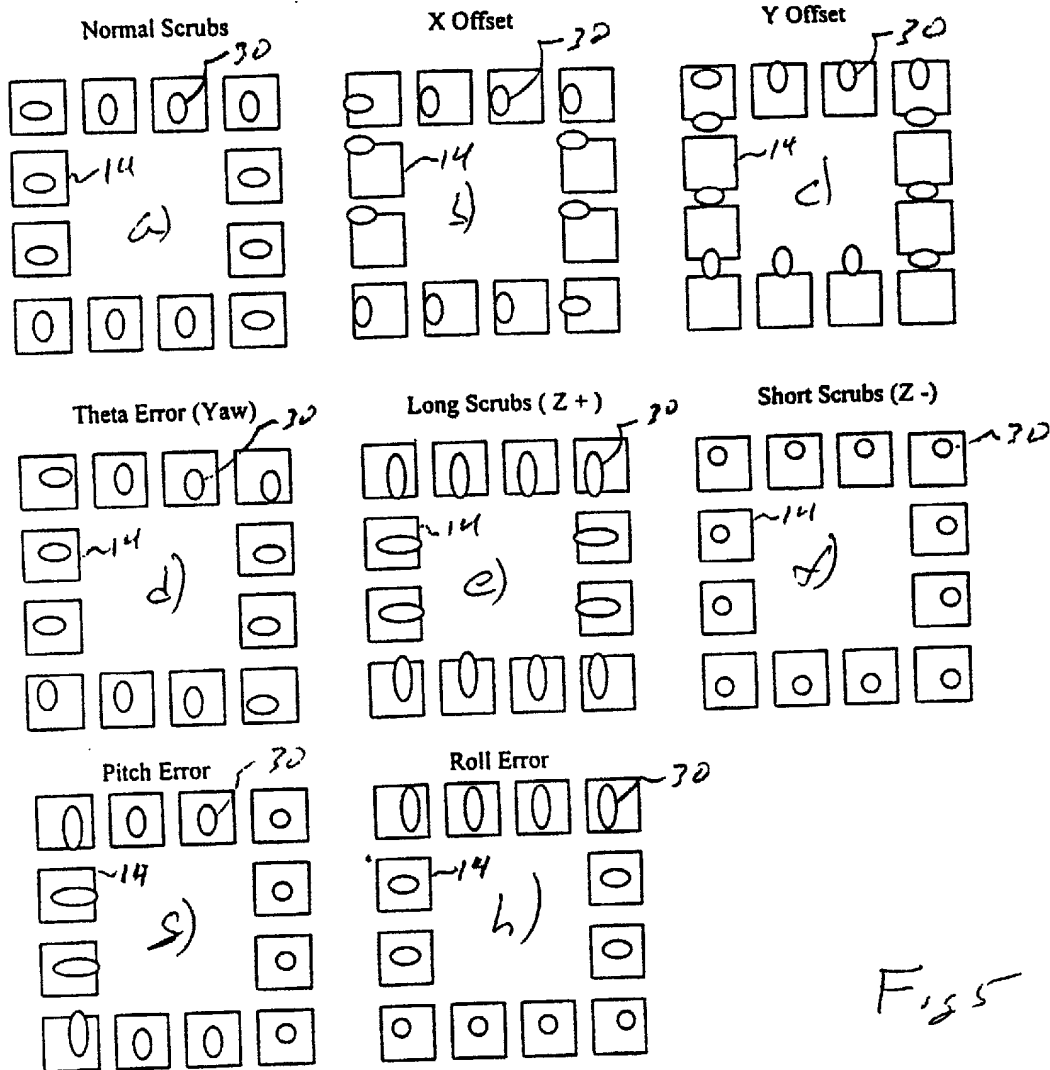 Normal Scrubs
X Offset
Y Offset
30
30
30
14
14
14
a)
b)
c)
Theta Error (Yaw)
Long Scrubs ( Z + )
Short Scrubs (Z -)
30
30
30
14
14
14
d)
e)
f)
Pitch Error
Roll Error
30
30
14
14
g)
h)
Fig 5